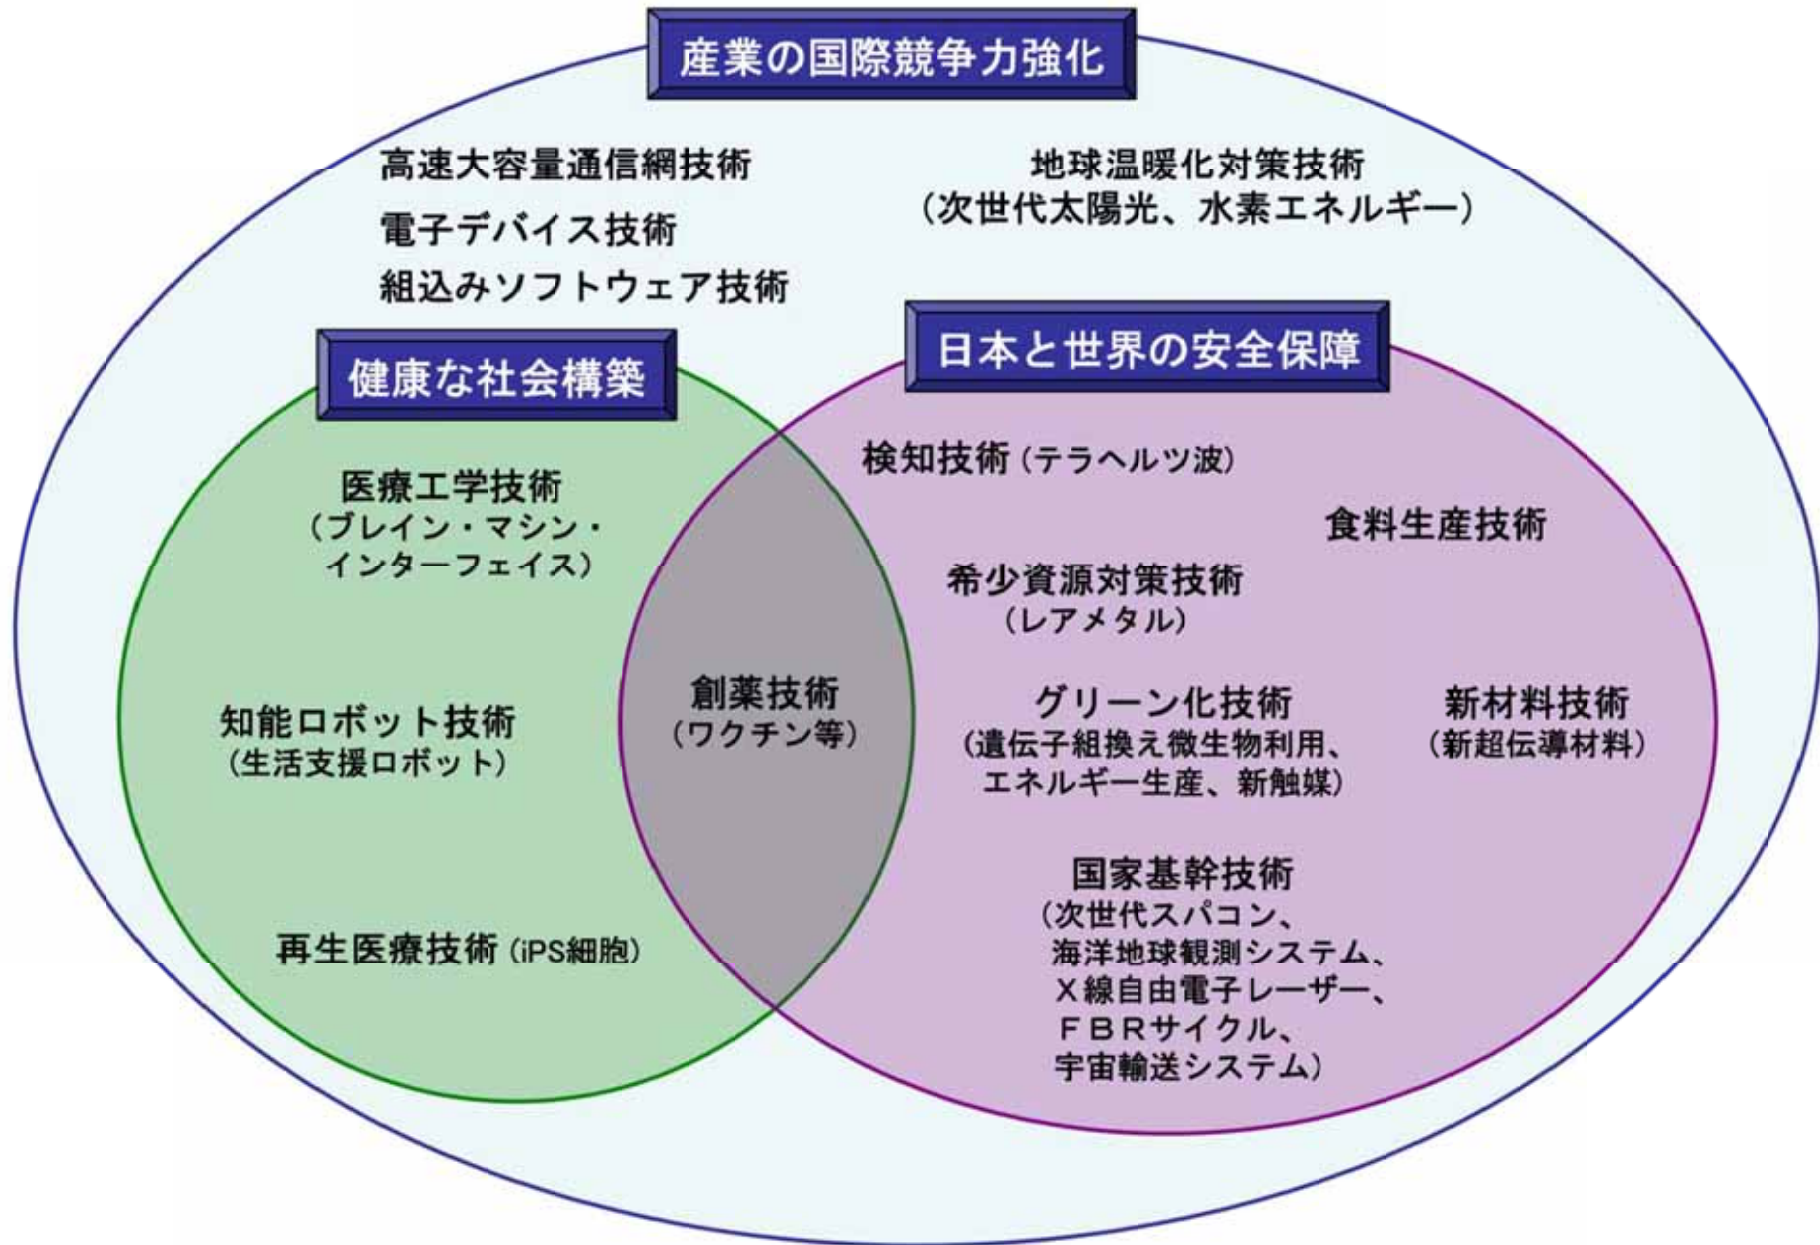 産業の国際競争力強化
高速大容量通信網技術
電子デバイス技術
組込みソフトウェア技術
地球温暖化対策技術
（次世代太陽光、水素エネルギー）
健康な社会構築
医療工学技術
（ブレイン・マシン・
インターフェイス）
知能ロボット技術
（生活支援ロボット）
再生医療技術（iPS細胞）
創薬技術
（ワクチン等）
日本と世界の安全保障
検知技術（テラヘルツ波）
食料生産技術
希少資源対策技術
（レアメタル）
グリーン化技術
（遺伝子組換え微生物利用、
エネルギー生産、新触媒）
新材料技術
（新超伝導材料）
国家基幹技術
（次世代スパコン、
海洋地球観測システム、
Ｘ線自由電子レーザー、
ＦＢＲサイクル、
宇宙輸送システム）